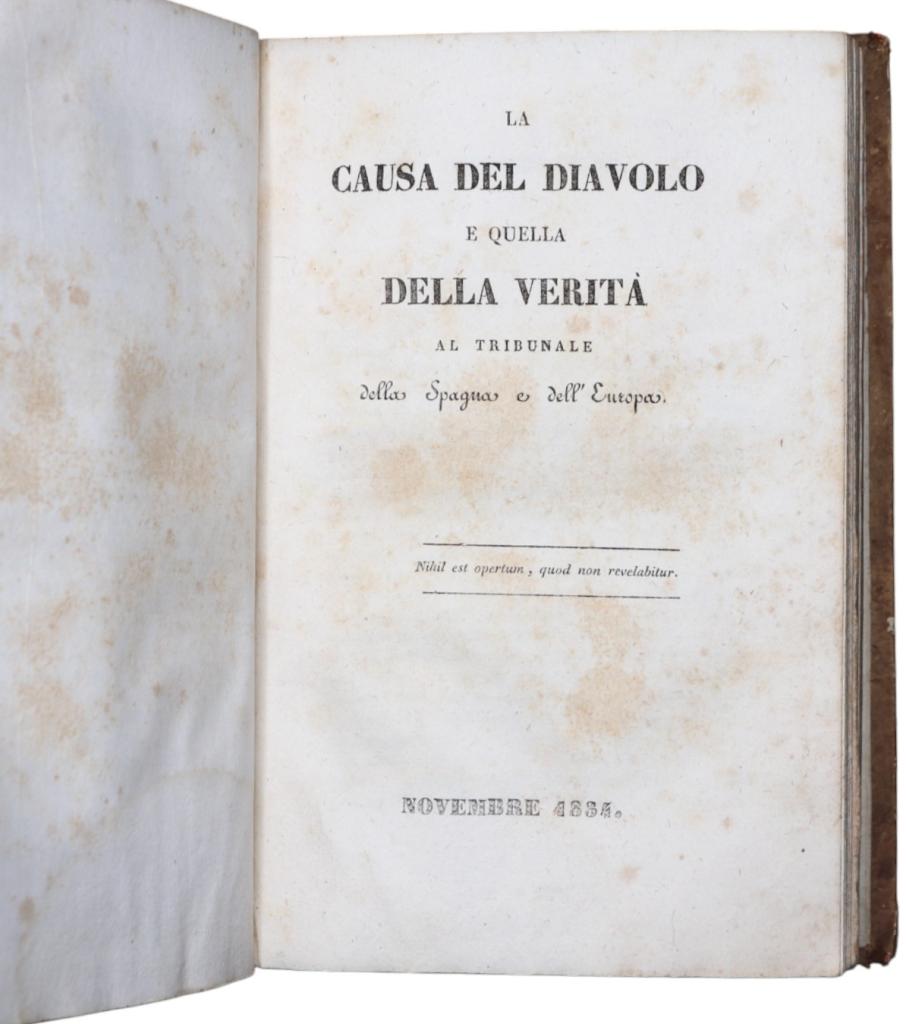 LA
CAUSA DEL DIAVOLO
E QUELLA
DELLA VERITÀ
AL TRIBUNALE
della Spagna e dell' Europa.
Nihil est opertum, quod non revelabitur.
NOVEMBRE 1834.